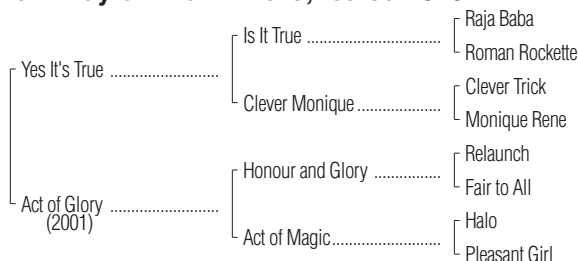 Raja Baba
Is It True ........................
Roman Rockette
Yes It's True ........................
Clever Trick
Clever Monique ...................
Monique Rene
Relaunch
Honour and Glory ................
Fair to All
Act of Glory ........................
(2001)
Halo
Act of Magic.........................
Pleasant Girl